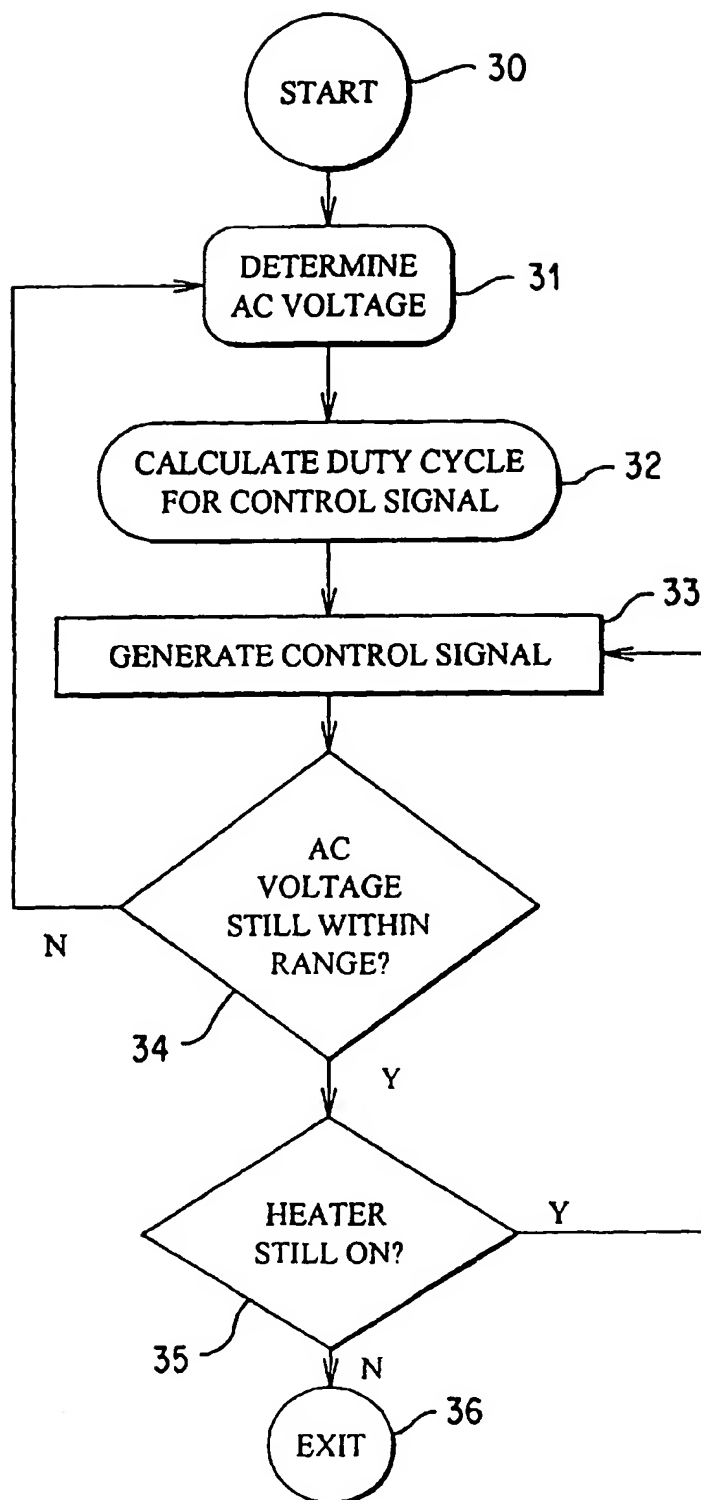 START
30
DETERMINE
AC VOLTAGE
31
CALCULATE DUTY CYCLE
FOR CONTROL SIGNAL
32
33
GENERATE CONTROL SIGNAL
AC
VOLTAGE
STILL WITHIN
RANGE?
N
34
Y
HEATER
STILL ON?
Y
35
N
36
EXIT